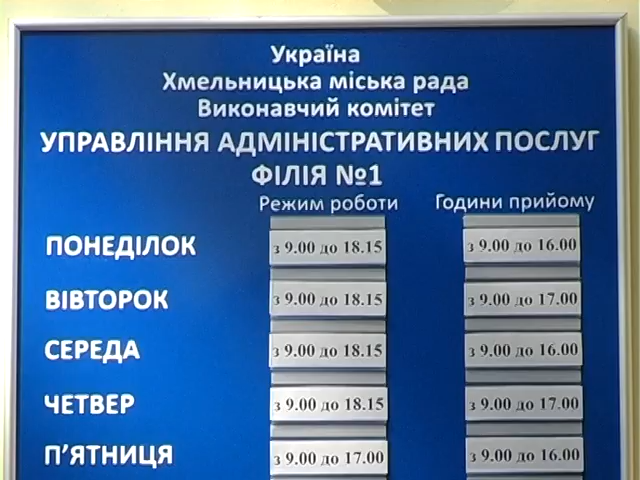 Україна
Хмельницька міська рада
Виконавчий комітет
УПРАВЛІННЯ АДМІНІСТРАТИВНИХ ПОСЛУГ
ФІЛІЯ №1
Режим роботи Години прийому
ПОНЕДІЛОК з 9.00 до 18.15 з 9.00 до 16.00
ВІВТОРОК з 9.00 до 18.15 з 9.00 до 17.00
СЕРЕДА з 9.00 до 18.15 з 9.00 до 16.00
ЧЕТВЕР з 9.00 до 18.15 з 9.00 до 17.00
П'ЯТНИЦЯ з 9.00 до 17.00 з 9.00 до 16.00